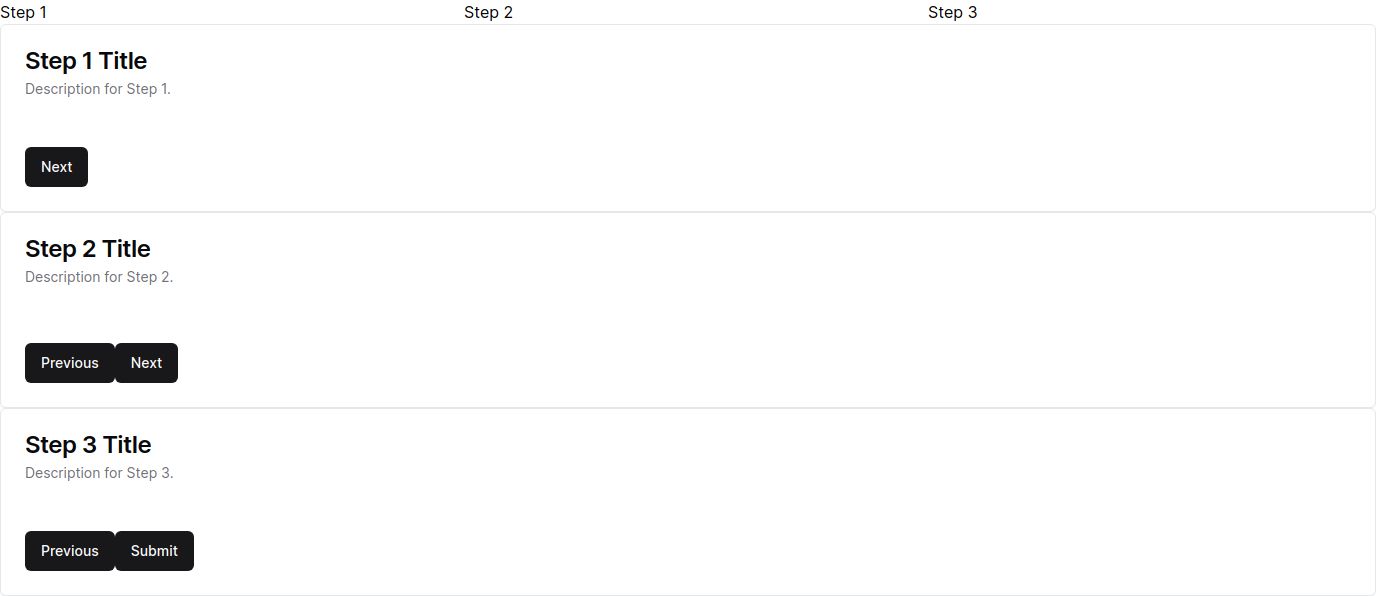 Step 1 Step 2 Step 3
Step 1 Title
Description for Step 1.
Next
Step 2 Title
Description for Step 2.
Previous Next
Step 3 Title
Description for Step 3.
Previous Submit